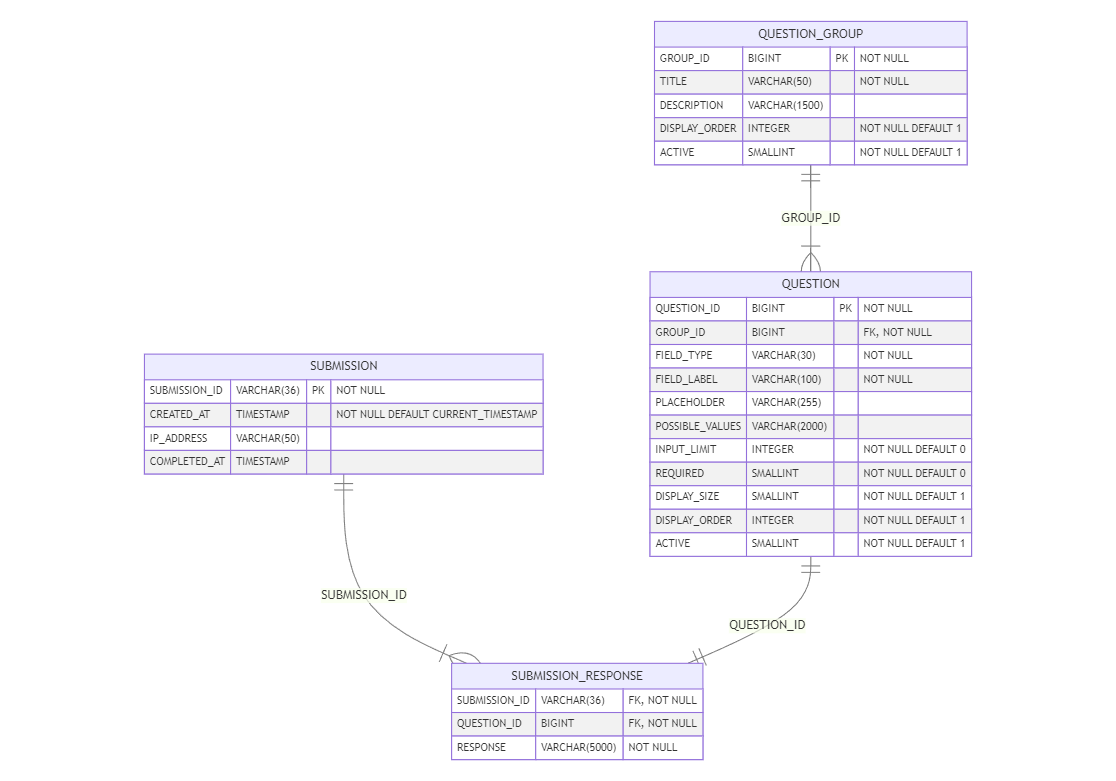 QUESTION_GROUP
GROUP_ID BIGINT PK NOT NULL
TITLE VARCHAR(50) NOT NULL
DESCRIPTION VARCHAR(1500)
DISPLAY_ORDER INTEGER NOT NULL DEFAULT 1
ACTIVE SMALLINT NOT NULL DEFAULT 1
GROUP_ID
QUESTION
QUESTION_ID BIGINT PK NOT NULL
GROUP_ID BIGINT FK, NOT NULL
FIELD_TYPE VARCHAR(30) NOT NULL
FIELD_LABEL VARCHAR(100) NOT NULL
PLACEHOLDER VARCHAR(255)
POSSIBLE_VALUES VARCHAR(2000)
INPUT_LIMIT INTEGER NOT NULL DEFAULT 0
REQUIRED SMALLINT NOT NULL DEFAULT 0
DISPLAY_SIZE SMALLINT NOT NULL DEFAULT 1
DISPLAY_ORDER INTEGER NOT NULL DEFAULT 1
ACTIVE SMALLINT NOT NULL DEFAULT 1
SUBMISSION
SUBMISSION_ID VARCHAR(36) PK NOT NULL
CREATED_AT TIMESTAMP NOT NULL DEFAULT CURRENT_TIMESTAMP
IP_ADDRESS VARCHAR(50)
COMPLETED_AT TIMESTAMP
SUBMISSION_ID
QUESTION_ID
SUBMISSION_RESPONSE
SUBMISSION_ID VARCHAR(36) FK, NOT NULL
QUESTION_ID BIGINT FK, NOT NULL
RESPONSE VARCHAR(5000) NOT NULL